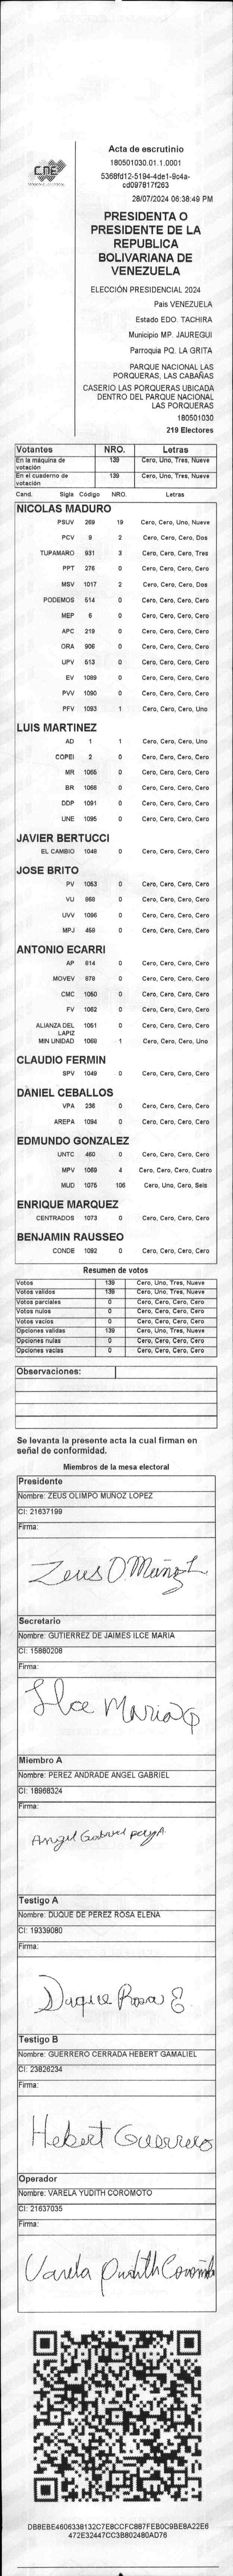 CNE
Acta de escrutinio
180501030.01.1.0001
5368fd12-5194-4de1-9c4a-
cd097817f263
28/07/2024 06:38:49 PM
PRESIDENTA O
PRESIDENTE DE LA
REPUBLICA
BOLIVARIANA DE
VENEZUELA
ELECCIÓN PRESIDENCIAL 2024
Pais VENEZUELA
Estado EDO. TACHIRA
Municipio MP. JAUREGUI
Parroquia PQ. LA GRITA
PARQUE NACIONAL LAS
PORQUERAS, LAS CABAÑAS
CASERIO LAS PORQUERAS UBICADA
DENTRO DEL PARQUE NACIONAL
LAS PORQUERAS
180501030
219 Electores
Votantes NRO. Letras
En la máquina de votación 139 Cero, Uno, Tres, Nueve
En el cuaderno de votación 139 Cero, Uno, Tres, Nueve
Cand. Sigla Código NRO. Letras
NICOLAS MADURO
PSUV 269 19 Cero, Cero, Uno, Nueve
PCV 9 2 Cero, Cero, Cero, Dos
TUPAMARO 931 3 Cero, Cero, Cero, Tres
PPT 276 0 Cero, Cero, Cero, Cero
MSV 1017 2 Cero, Cero, Cero, Dos
PODEMOS 514 0 Cero, Cero, Cero, Cero
MEP 6 0 Cero, Cero, Cero, Cero
APC 219 0 Cero, Cero, Cero, Cero
ORA 906 0 Cero, Cero, Cero, Cero
UPV 513 0 Cero, Cero, Cero, Cero
EV 1089 0 Cero, Cero, Cero, Cero
PVV 1090 0 Cero, Cero, Cero, Cero
PFV 1093 1 Cero, Cero, Cero, Uno
LUIS MARTINEZ
AD 1 1 Cero, Cero, Cero, Uno
COPEI 2 0 Cero, Cero, Cero, Cero
MR 1065 0 Cero, Cero, Cero, Cero
BR 1066 0 Cero, Cero, Cero, Cero
DDP 1091 0 Cero, Cero, Cero, Cero
UNE 1095 0 Cero, Cero, Cero, Cero
JAVIER BERTUCCI
EL CAMBIO 1048 0 Cero, Cero, Cero, Cero
JOSE BRITO
PV 1053 0 Cero, Cero, Cero, Cero
VU 868 0 Cero, Cero, Cero, Cero
UVV 1096 0 Cero, Cero, Cero, Cero
MPJ 458 0 Cero, Cero, Cero, Cero
ANTONIO ECARRI
AP 814 0 Cero, Cero, Cero, Cero
MOVEV 878 0 Cero, Cero, Cero, Cero
CMC 1050 0 Cero, Cero, Cero, Cero
FV 1062 0 Cero, Cero, Cero, Cero
ALIANZA DEL LAPIZ 1051 0 Cero, Cero, Cero, Cero
MIN UNIDAD 1068 1 Cero, Cero, Cero, Uno
CLAUDIO FERMIN
SPV 1049 0 Cero, Cero, Cero, Cero
DANIEL CEBALLOS
VPA 236 0 Cero, Cero, Cero, Cero
AREPA 1094 0 Cero, Cero, Cero, Cero
EDMUNDO GONZALEZ
UNTC 460 0 Cero, Cero, Cero, Cero
MPV 1069 4 Cero, Cero, Cero, Cuatro
MUD 1075 106 Cero, Uno, Cero, Seis
ENRIQUE MARQUEZ
CENTRADOS 1073 0 Cero, Cero, Cero, Cero
BENJAMIN RAUSSEO
CONDE 1092 0 Cero, Cero, Cero, Cero
Resumen de votos
Votos 139 Cero, Uno, Tres, Nueve
Votos validos 139 Cero, Uno, Tres, Nueve
Votos parciales 0 Cero, Cero, Cero, Cero
Votos nulos 0 Cero, Cero, Cero, Cero
Votos vacios 0 Cero, Cero, Cero, Cero
Opciones validas 139 Cero, Uno, Tres, Nueve
Opciones nulas 0 Cero, Cero, Cero, Cero
Opciones vacias 0 Cero, Cero, Cero, Cero
Observaciones:
Se levanta la presente acta la cual firman en
señal de conformidad.
Miembros de la mesa electoral
Presidente
Nombre: ZEUS OLIMPO MUÑOZ LOPEZ
CI: 21637199
Firma:
Zeus O. Muñoz L
Secretario
Nombre: GUTIERREZ DE JAIMES ILCE MARIA
CI: 15880208
Firma:
Ilce Maria G
Miembro A
Nombre: PEREZ ANDRADE ANGEL GABRIEL
CI: 18968324
Firma:
Angel Gabriel
Testigo A
Nombre: DUQUE DE PEREZ ROSA ELENA
CI: 19339080
Firma:
Duque Rosa E
Testigo B
Nombre: GUERRERO CERRADA HEBERT GAMALIEL
CI: 23826234
Firma:
Hebert Guerrero
Operador
Nombre: VARELA YUDITH COROMOTO
CI: 21637035
Firma:
Varela Yudith Coromoto
DB8EBE4606338132C7E8CCFC887FEB0C9BE8A22E6
472E32447CC3B802480AD76